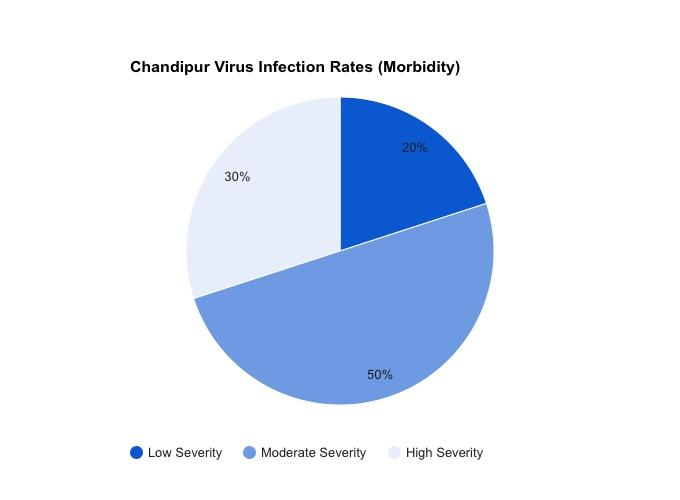 Chandipur Virus Infection Rates (Morbidity)
20%
30%
50%
Low Severity Moderate Severity High Severity